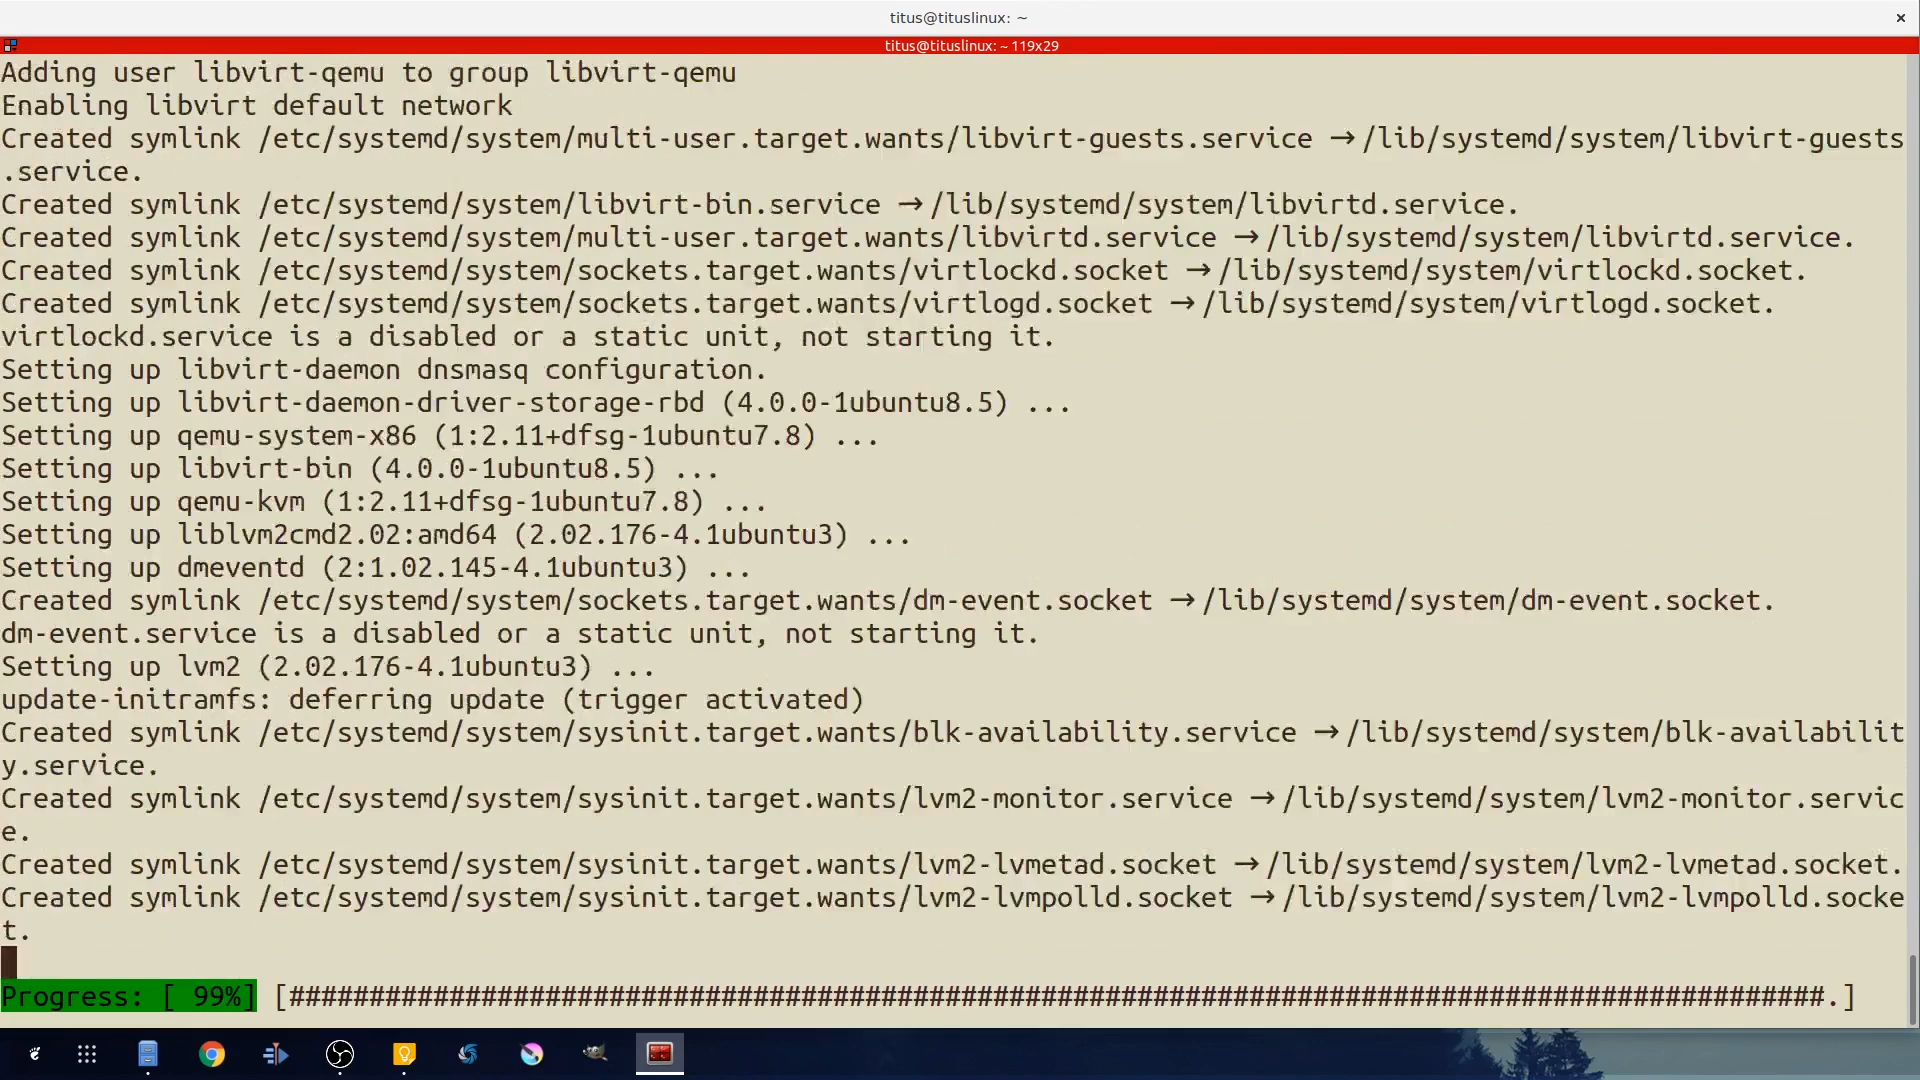 titus@tituslinux: ~
titus@tituslinux: ~ 119x29
Adding user libvirt-qemu to group libvirt-qemu
Enabling libvirt default network
Created symlink /etc/systemd/system/multi-user.target.wants/libvirt-guests.service → /lib/systemd/system/libvirt-guests
.service.
Created symlink /etc/systemd/system/libvirt-bin.service → /lib/systemd/system/libvirtd.service.
Created symlink /etc/systemd/system/multi-user.target.wants/libvirtd.service → /lib/systemd/system/libvirtd.service.
Created symlink /etc/systemd/system/sockets.target.wants/virtlockd.socket → /lib/systemd/system/virtlockd.socket.
Created symlink /etc/systemd/system/sockets.target.wants/virtlogd.socket → /lib/systemd/system/virtlogd.socket.
virtlockd.service is a disabled or a static unit, not starting it.
Setting up libvirt-daemon dnsmasq configuration.
Setting up libvirt-daemon-driver-storage-rbd (4.0.0-1ubuntu8.5) ...
Setting up qemu-system-x86 (1:2.11+dfsg-1ubuntu7.8) ...
Setting up libvirt-bin (4.0.0-1ubuntu8.5) ...
Setting up qemu-kvm (1:2.11+dfsg-1ubuntu7.8) ...
Setting up liblvm2cmd2.02:amd64 (2.02.176-4.1ubuntu3) ...
Setting up dmeventd (2:1.02.145-4.1ubuntu3) ...
Created symlink /etc/systemd/system/sockets.target.wants/dm-event.socket → /lib/systemd/system/dm-event.socket.
dm-event.service is a disabled or a static unit, not starting it.
Setting up lvm2 (2.02.176-4.1ubuntu3) ...
update-initramfs: deferring update (trigger activated)
Created symlink /etc/systemd/system/sysinit.target.wants/blk-availability.service → /lib/systemd/system/blk-availabilit
y.service.
Created symlink /etc/systemd/system/sysinit.target.wants/lvm2-monitor.service → /lib/systemd/system/lvm2-monitor.servic
e.
Created symlink /etc/systemd/system/sysinit.target.wants/lvm2-lvmetad.socket → /lib/systemd/system/lvm2-lvmetad.socket.
Created symlink /etc/systemd/system/sysinit.target.wants/lvm2-lvmpolld.socket → /lib/systemd/system/lvm2-lvmpolld.socke
t.
Progress: [ 99%] [################################################################################################.]